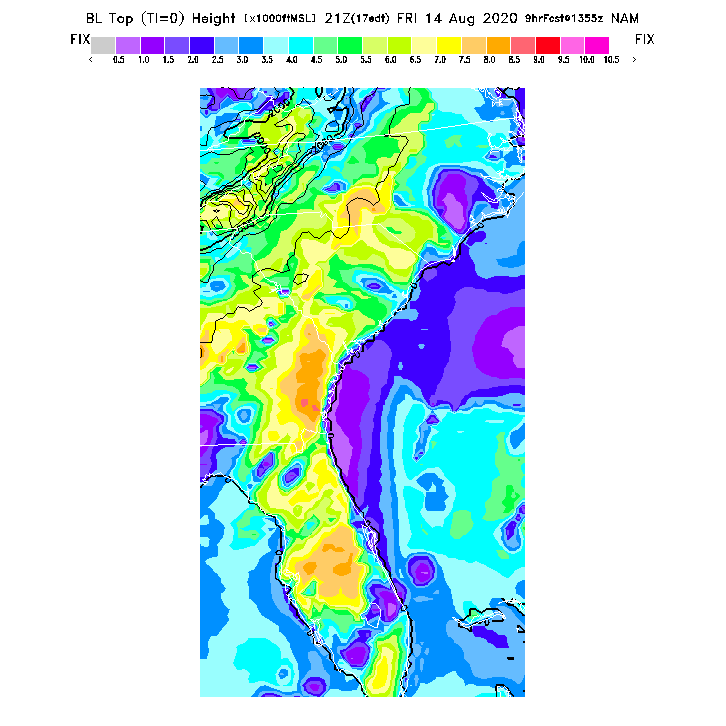 BL Top (TI=0) Height [x1000ftMSL] 21Z(17edt) FRI 14 Aug 2020 9hrFcst@1355z NAM
FIX FIX
< 0.5 1.0 1.5 2.0 2.5 3.0 3.5 4.0 4.5 5.0 5.5 6.0 6.5 7.0 7.5 8.0 8.5 9.0 9.5 10.0 10.5 >
2000